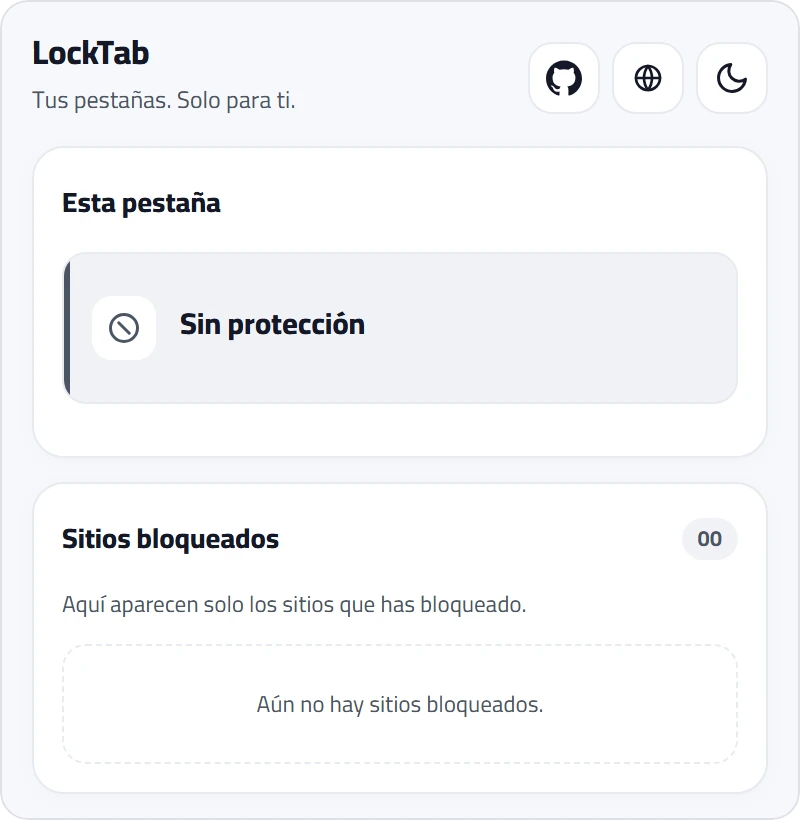 LockTab
Tus pestañas. Solo para ti.
Esta pestaña
Sin protección
Sitios bloqueados
00
Aquí aparecen solo los sitios que has bloqueado.
Aún no hay sitios bloqueados.